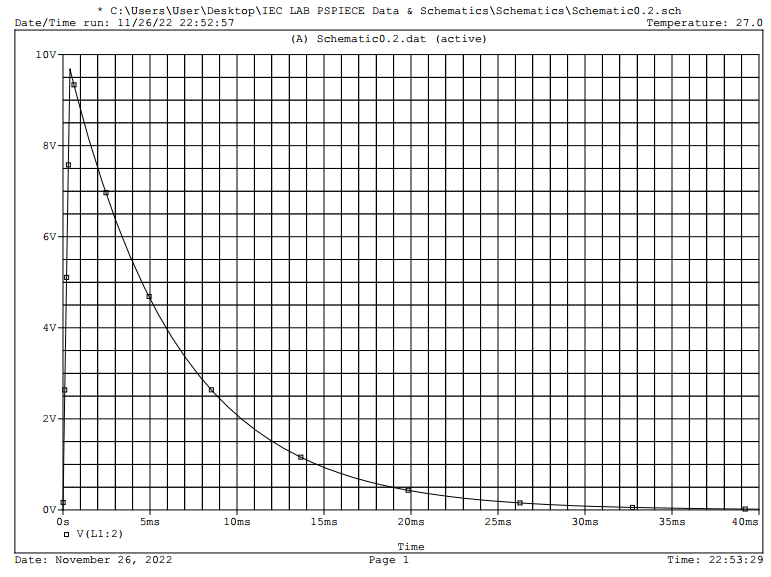 * C:\Users\User\Desktop\IEC LAB PSPIECE Data & Schematics\Schematics\Schematic0.2.sch
Date/Time run: 11/26/22 22:52:57 Temperature: 27.0
(A) Schematic0.2.dat (active)
10V
8V
6V
4V
2V
0V
0s 5ms 10ms 15ms 20ms 25ms 30ms 35ms 40ms
V(L1:2)
Time
Date: November 26, 2022 Page 1 Time: 22:53:29